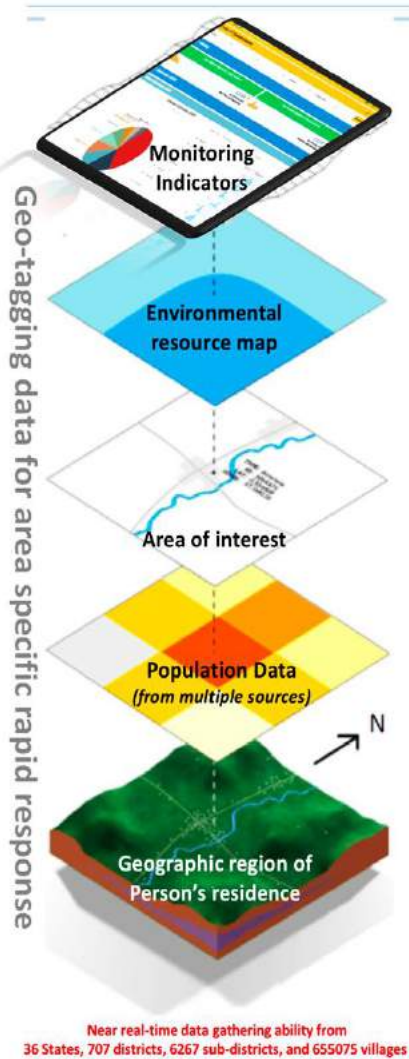 Monitoring
Indicators
Geo-tagging data for area specific rapid response
Environmental
resource map
Area of interest
Population Data
(from multiple sources)
N
Geographic region of
Person's residence
Near real-time data gathering ability from
36 States, 707 districts, 6267 sub-districts, and 655075 villages